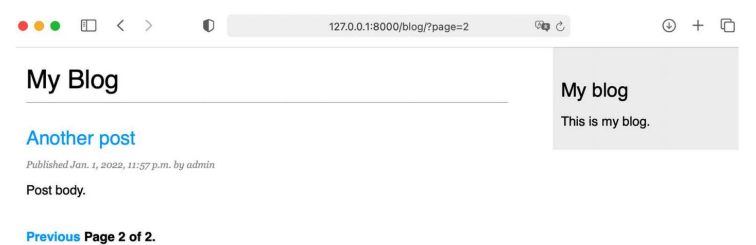 127.0.0.1:8000/blog/?page=2
My Blog
Another post
Published Jan. 1, 2022, 11:57 p.m. by admin
Post body.
Previous Page 2 of 2.
My blog
This is my blog.